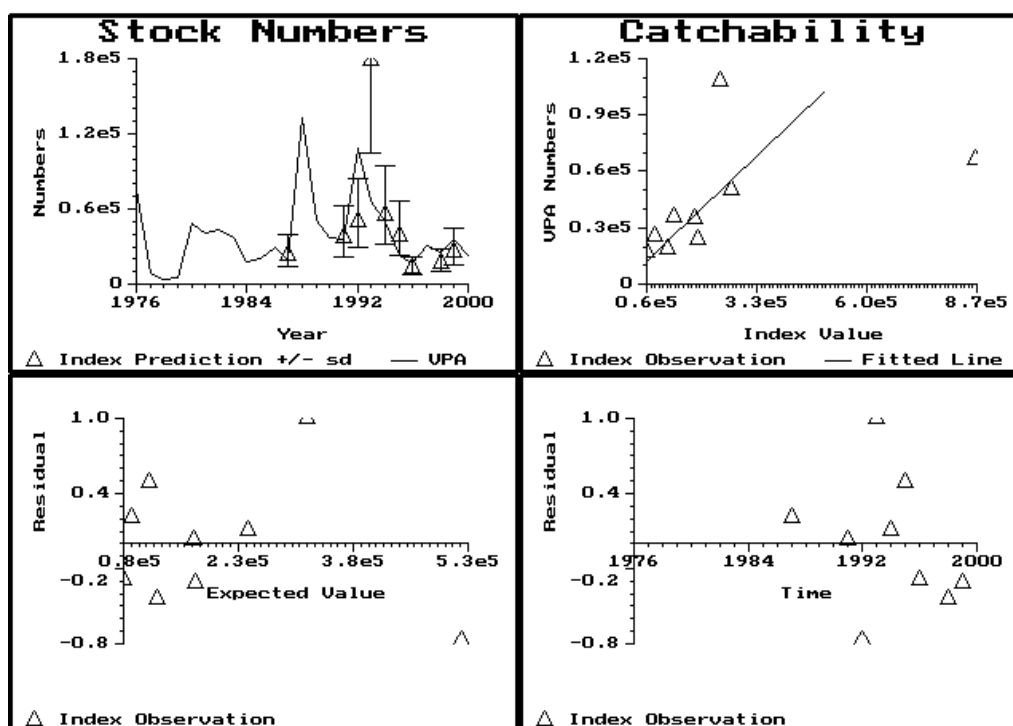 Stock Numbers
1.8e5
1.2e5
0.6e5
0
Numbers
1976 1984 1992 2000
Year
△ Index Prediction +/- sd — VPA
Catchability
1.2e5
0.9e5
0.6e5
0.3e5
0
VPA Numbers
0.6e5 3.3e5 6.0e5 8.7e5
Index Value
△ Index Observation — Fitted Line
1.0
0.4
-0.2
-0.8
Residual
0.8e5 2.3e5 3.8e5 5.3e5
Expected Value
△ Index Observation
1.0
0.4
-0.2
-0.8
Residual
1976 1984 1992 2000
Time
△ Index Observation